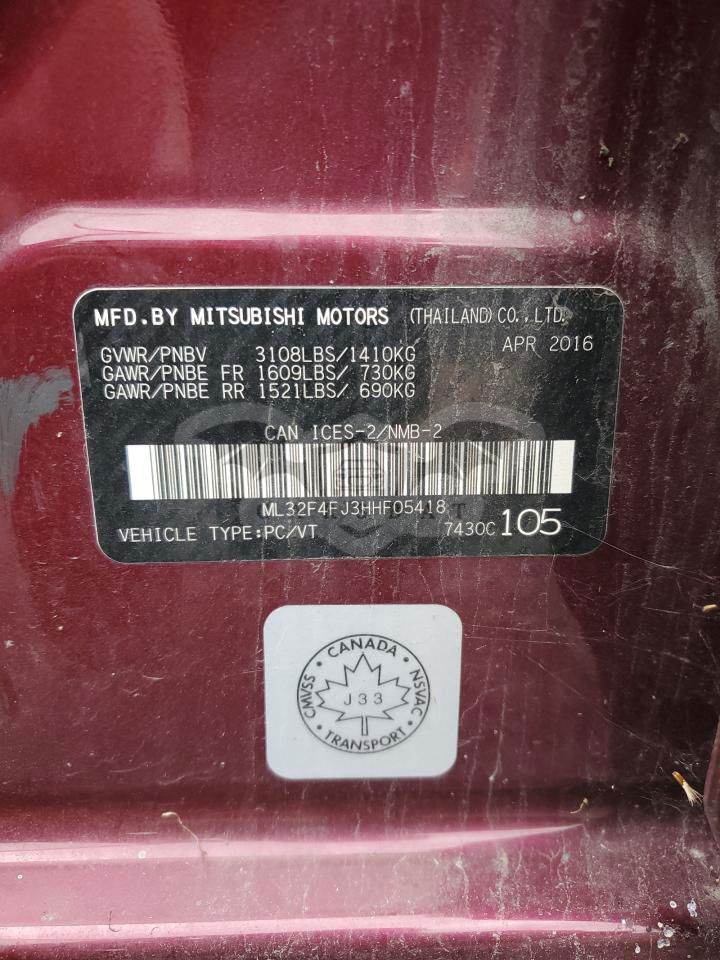 MFD.BY MITSUBISHI MOTORS (THAILAND) CO.,LTD.
APR 2016
GVWR/PNBV 3108LBS/1410KG
GAWR/PNBE FR 1609LBS/ 730KG
GAWR/PNBE RR 1521LBS/ 690KG
CAN ICES-2/NMB-2
ML32F4FJ3HHF05418
VEHICLE TYPE:PC/VT 7430C 105
CANADA
CMVSS
J33
NSVAC
TRANSPORT